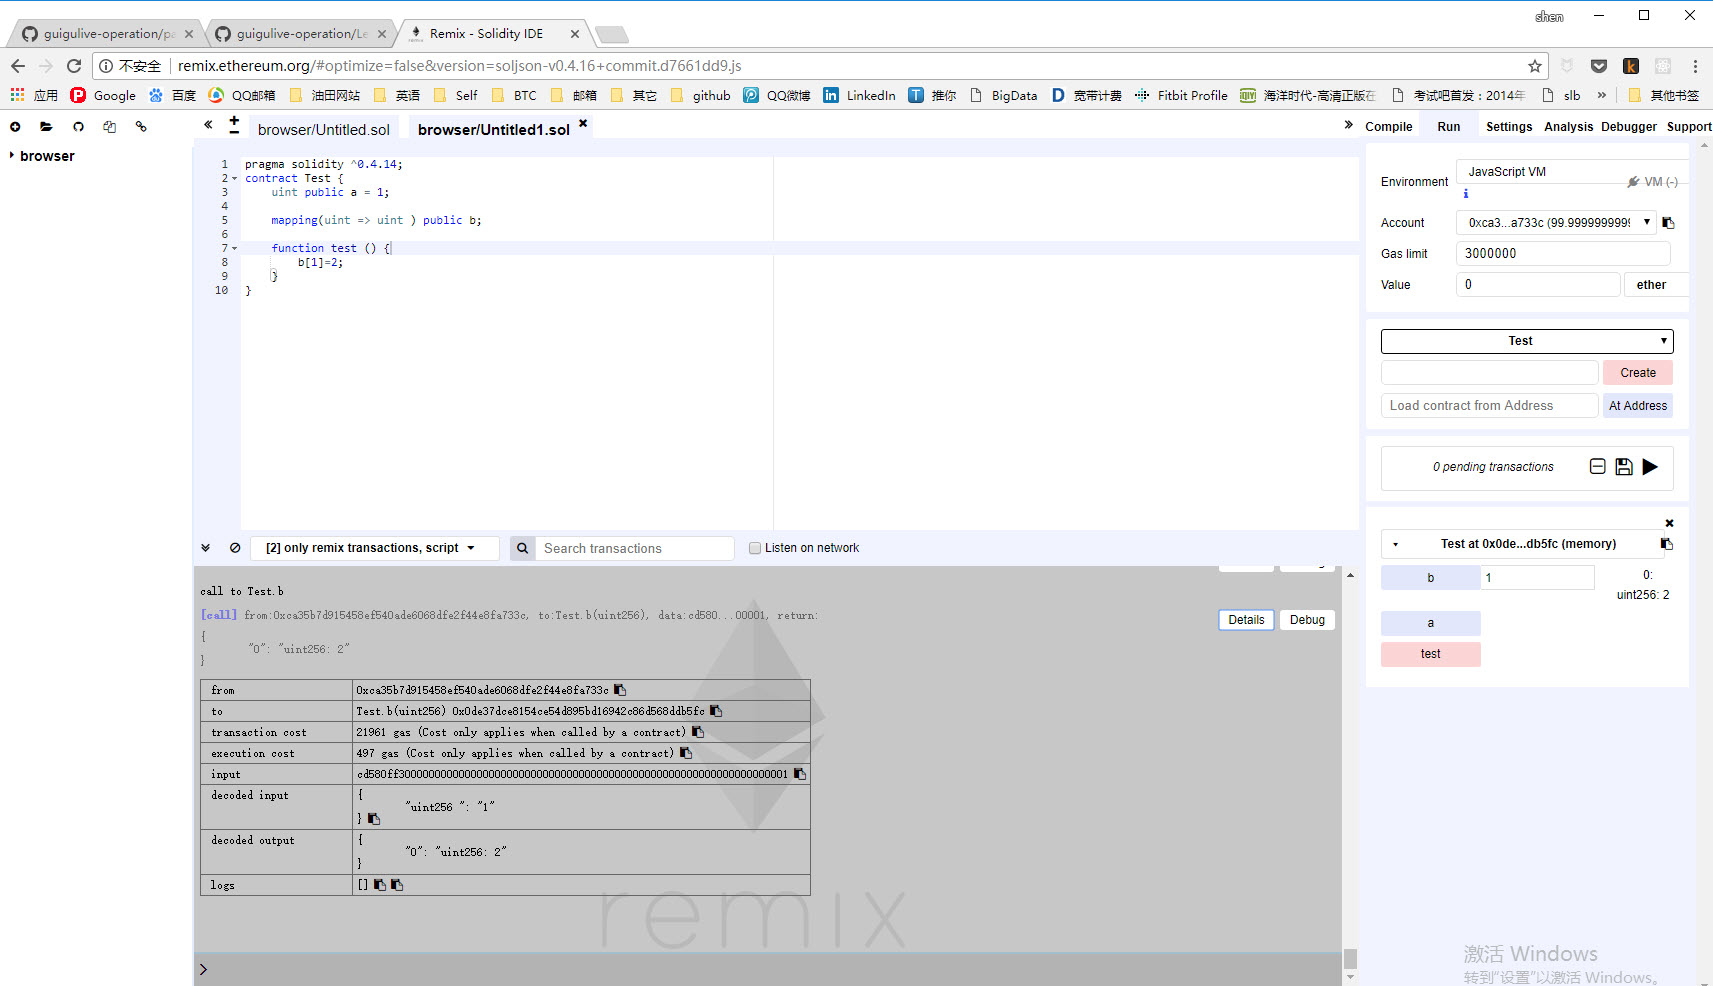 shen
guigulive-operation/pa
guigulive-operation/Le
Remix - Solidity IDE
不安全 remix.ethereum.org/#optimize=false&version=soljson-v0.4.16+commit.d7661dd9.js
应用 Google 百度 QQ邮箱 油田网站 英语 Self BTC 邮箱 其它 github QQ微博 LinkedIn 推你 BigData 宽带计费 Fitbit Profile 海洋时代-高清正版在 考试吧首发：2014年 slb » 其他书签
browser/Untitled.sol browser/Untitled1.sol
Compile Run Settings Analysis Debugger Support
browser
1 pragma solidity ^0.4.14;
2 contract Test {
3 uint public a = 1;
4
5 mapping(uint => uint ) public b;
6
7 function test () {
8 b[1]=2;
9 }
10 }
Environment JavaScript VM VM (-)
Account 0xca3...a733c (99.9999999999
Gas limit 3000000
Value 0 ether
Test
Create
Load contract from Address At Address
0 pending transactions
Test at 0x0de...db5fc (memory)
b 1 0:
uint256: 2
a
test
[2] only remix transactions, script Search transactions Listen on network
call to Test.b
[call] from:0xca35b7d915458ef540ade6068dfe2f44e8fa733c, to:Test.b(uint256), data:cd580...00001, return:
Details Debug
{
"0": "uint256: 2"
}
from 0xca35b7d915458ef540ade6068dfe2f44e8fa733c
to Test.b(uint256) 0x0de37dce8154ce54d895bd16942c86d568ddb5fc
transaction cost 21961 gas (Cost only applies when called by a contract)
execution cost 497 gas (Cost only applies when called by a contract)
input cd580ff30000000000000000000000000000000000000000000000000000000000000001
decoded input {
"uint256 ": "1"
}
decoded output {
"0": "uint256: 2"
}
logs []
remix
>
激活 Windows
转到"设置"以激活 Windows。